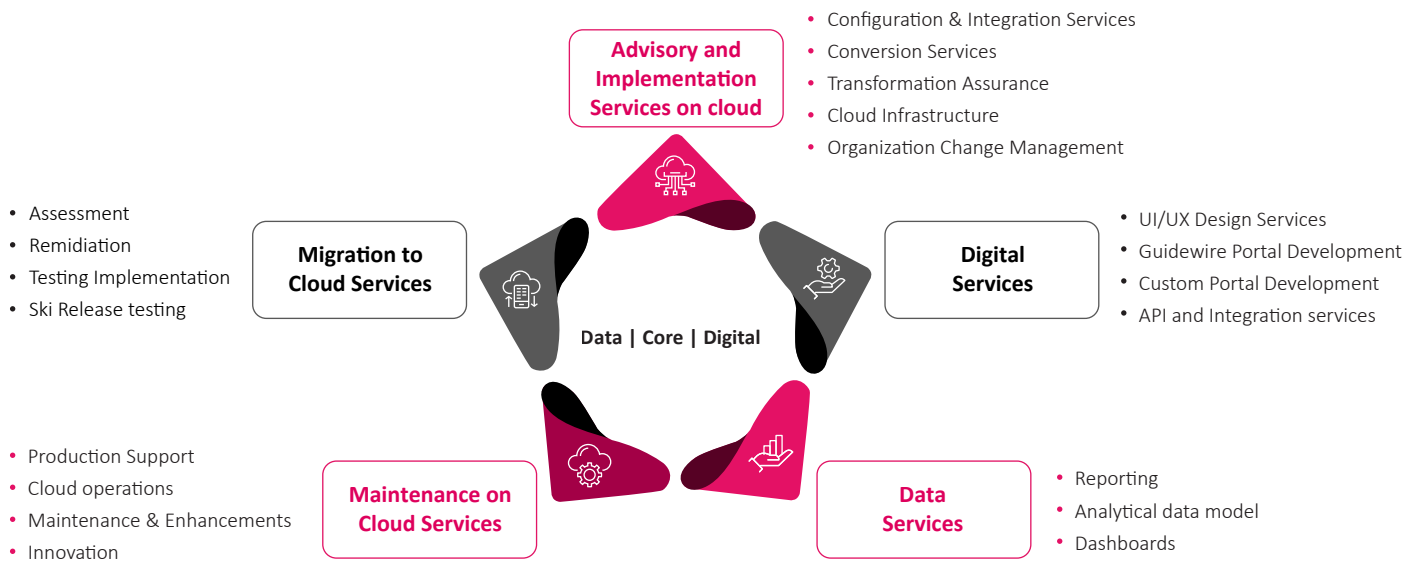 Advisory and
Implementation
Services on cloud
• Configuration & Integration Services
• Conversion Services
• Transformation Assurance
• Cloud Infrastructure
• Organization Change Management
• Assessment
• Remidiation
• Testing Implementation
• Ski Release testing
Migration to
Cloud Services
Digital
Services
• UI/UX Design Services
• Guidewire Portal Development
• Custom Portal Development
• API and Integration services
Data | Core | Digital
• Production Support
• Cloud operations
• Maintenance & Enhancements
• Innovation
Maintenance on
Cloud Services
Data
Services
• Reporting
• Analytical data model
• Dashboards